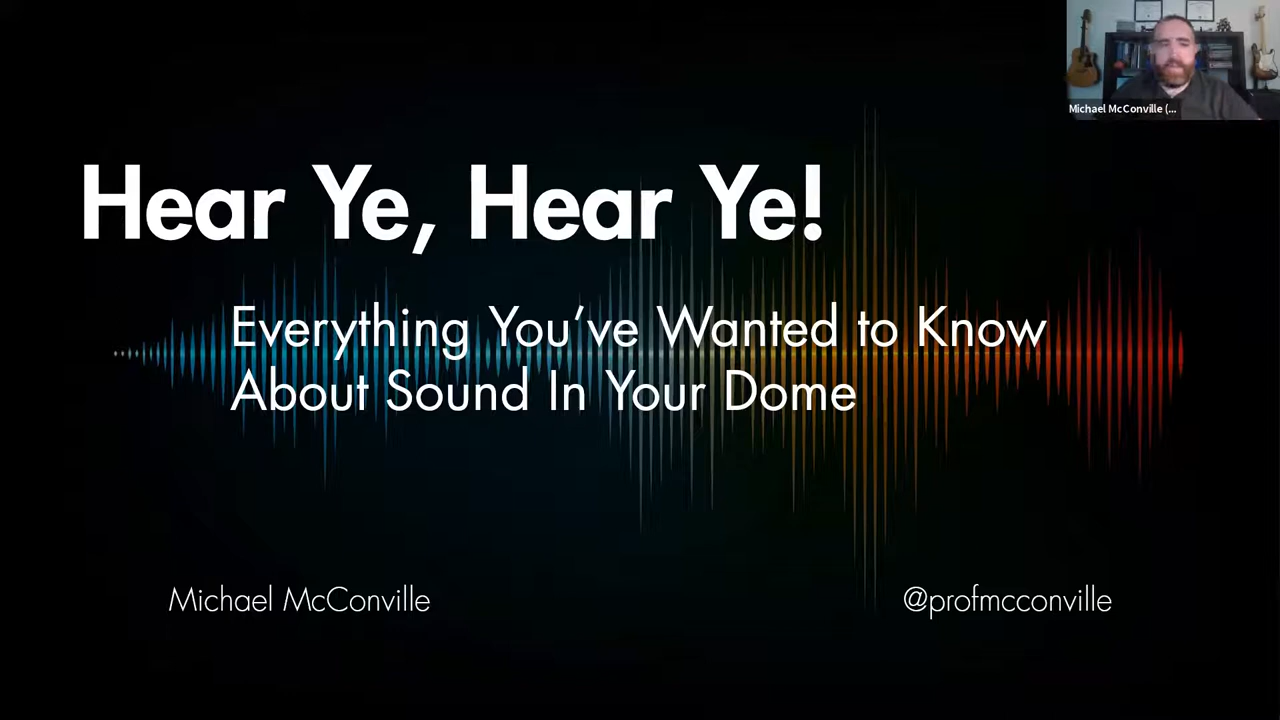 Michael McConville (...
Hear Ye, Hear Ye!
Everything You’ve Wanted to Know
About Sound In Your Dome
Michael McConville
@profmcconville